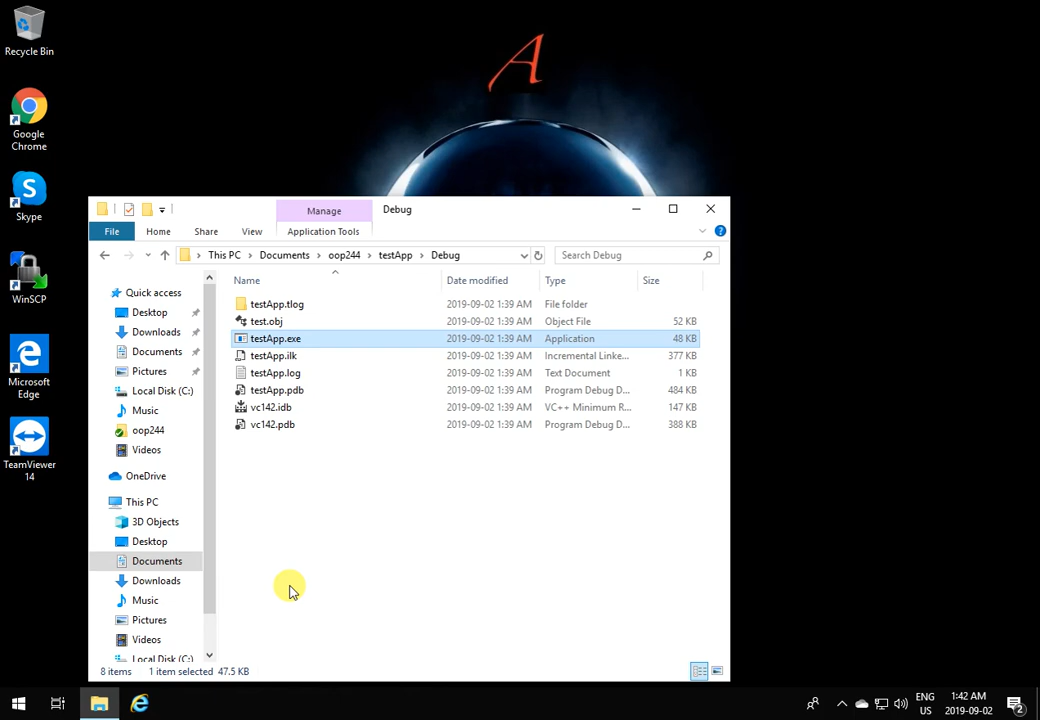 Recycle Bin
Google
Chrome
Skype
WinSCP
Microsoft
Edge
TeamViewer
14
A
Manage
Debug
File
Home
Share
View
Application Tools
This PC
Documents
oop244
testApp
Debug
Search Debug
Name
Date modified
Type
Size
testApp.tlog
2019-09-02 1:39 AM
File folder
test.obj
2019-09-02 1:39 AM
Object File
52 KB
testApp.exe
2019-09-02 1:39 AM
Application
48 KB
testApp.ilk
2019-09-02 1:39 AM
Incremental Linke...
377 KB
testApp.log
2019-09-02 1:39 AM
Text Document
1 KB
testApp.pdb
2019-09-02 1:39 AM
Program Debug D...
484 KB
vc142.idb
2019-09-02 1:39 AM
VC++ Minimum R...
147 KB
vc142.pdb
2019-09-02 1:39 AM
Program Debug D...
388 KB
Quick access
Desktop
Downloads
Documents
Pictures
Local Disk (C:)
Music
oop244
Videos
OneDrive
This PC
3D Objects
Desktop
Documents
Downloads
Music
Pictures
Videos
Local Disk (C:)
8 items
1 item selected 47.5 KB
ENG
US
1:42 AM
2019-09-02
2